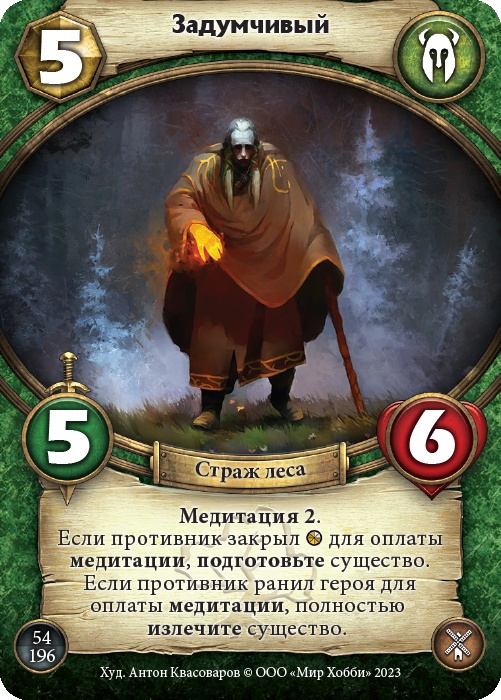 Задумчивый
5
5
6
Страж леса
Медитация 2.
Если противник закрыл для оплаты
медитации, подготовьте существо.
Если противник ранил героя для
оплаты медитации, полностью
излечите существо.
54
196
Худ. Антон Квасоваров © ООО «Мир Хобби» 2023